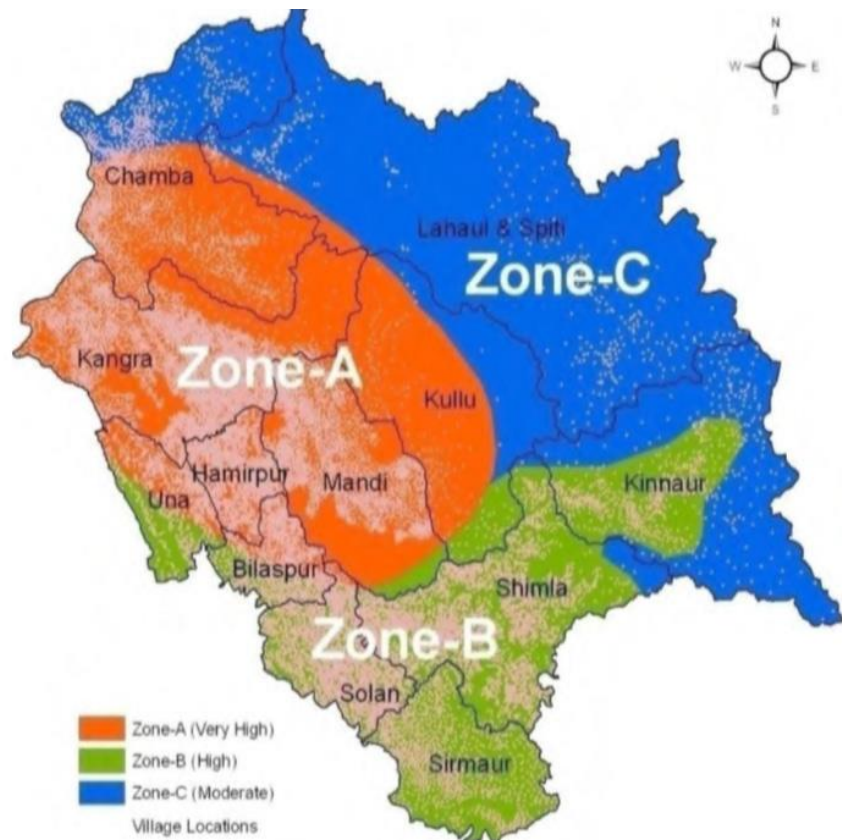 N
W E
S
Chamba
Lahaul & Spiti
Zone-C
Kangra
Zone-A
Kullu
Hamirpur
Mandi
Una
Kinnaur
Bilaspur
Shimla
Zone-B
Solan
Sirmaur
Zone-A (Very High)
Zone-B (High)
Zone-C (Moderate)
Village Locations